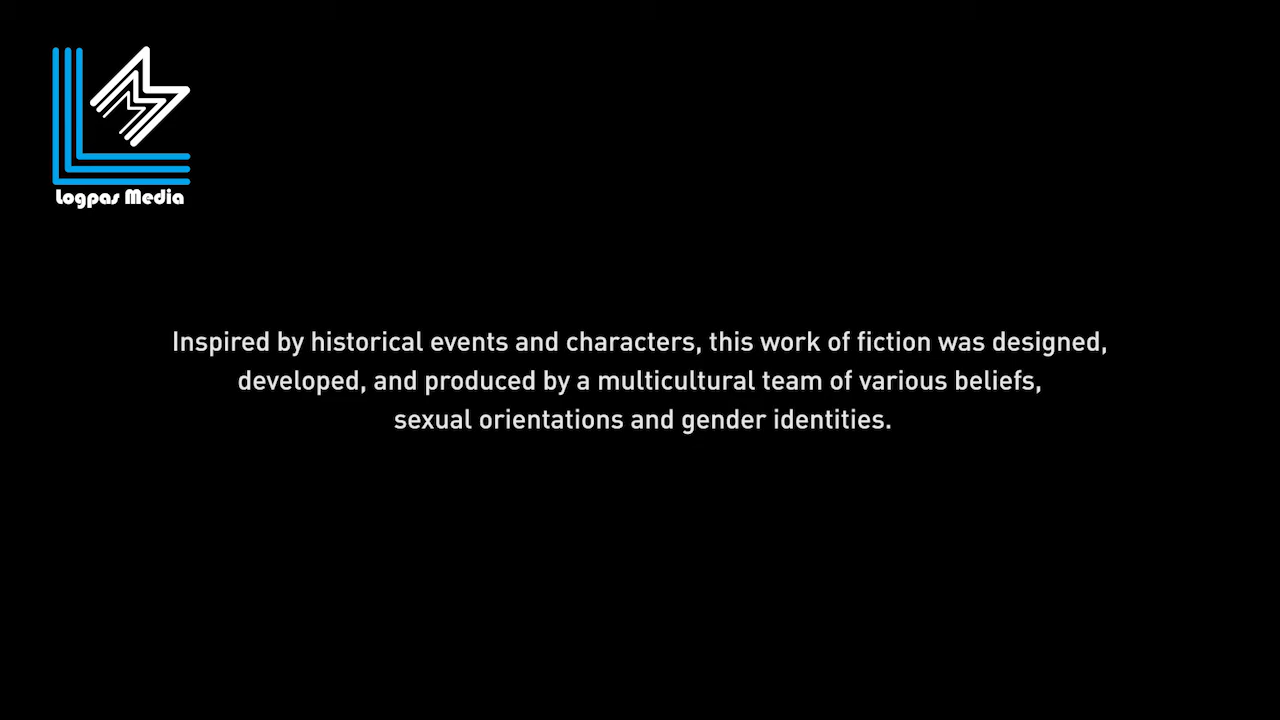 Logpas Media
Inspired by historical events and characters, this work of fiction was designed,
developed, and produced by a multicultural team of various beliefs,
sexual orientations and gender identities.